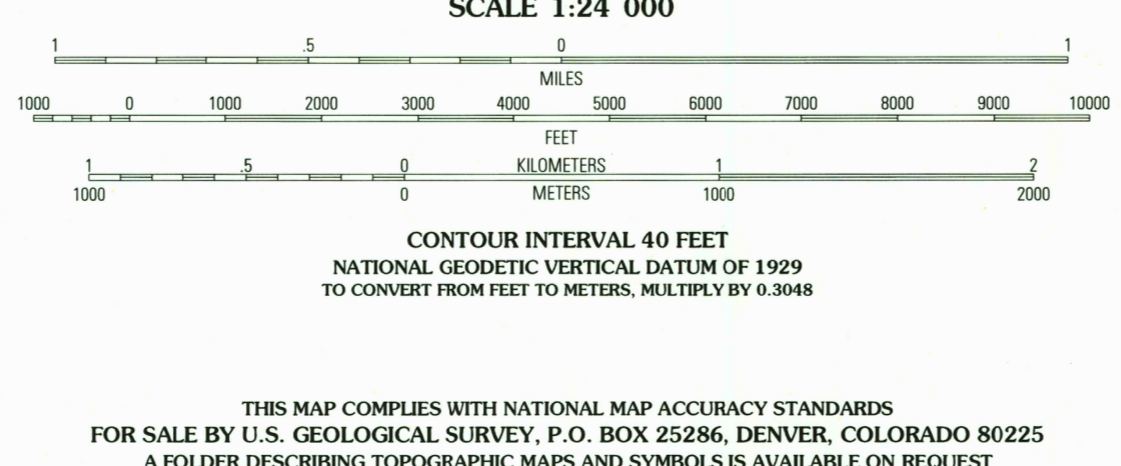 SCALE 1:24 000
1 .5 0 1
MILES
1000 0 1000 2000 3000 4000 5000 6000 7000 8000 9000 10000
FEET
1 .5 0 KILOMETERS 1 2
1000 0 METERS 1000 2000
CONTOUR INTERVAL 40 FEET
NATIONAL GEODETIC VERTICAL DATUM OF 1929
TO CONVERT FROM FEET TO METERS, MULTIPLY BY 0.3048
THIS MAP COMPLIES WITH NATIONAL MAP ACCURACY STANDARDS
FOR SALE BY U.S. GEOLOGICAL SURVEY, P.O. BOX 25286, DENVER, COLORADO 80225
A FOLDER DESCRIBING TOPOGRAPHIC MAPS AND SYMBOLS IS AVAILABLE ON REQUEST